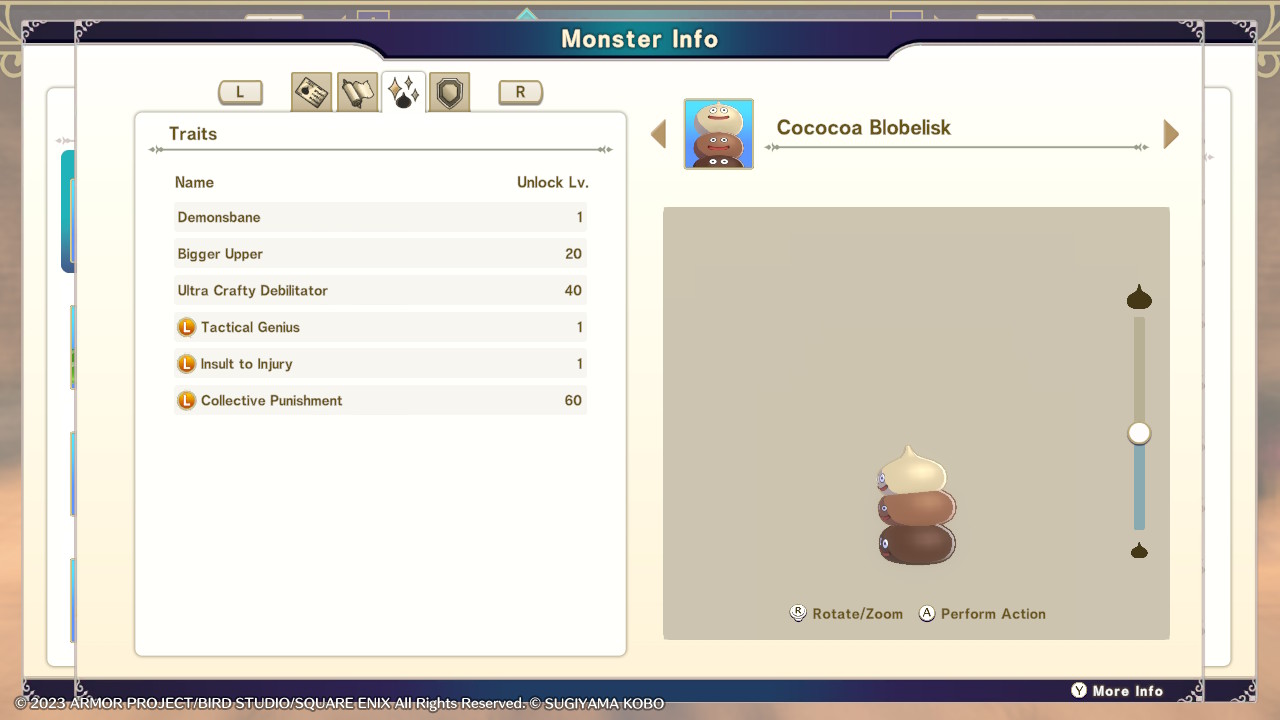 Monster Info
L
R
Traits
Name Unlock Lv.
Demonsbane 1
Bigger Upper 20
Ultra Crafty Debilitator 40
L Tactical Genius 1
L Insult to Injury 1
L Collective Punishment 60
Cococoa Blobelisk
R Rotate/Zoom A Perform Action
Y More Info
© 2023 ARMOR PROJECT/BIRD STUDIO/SQUARE ENIX All Rights Reserved. © SUGIYAMA KOBO